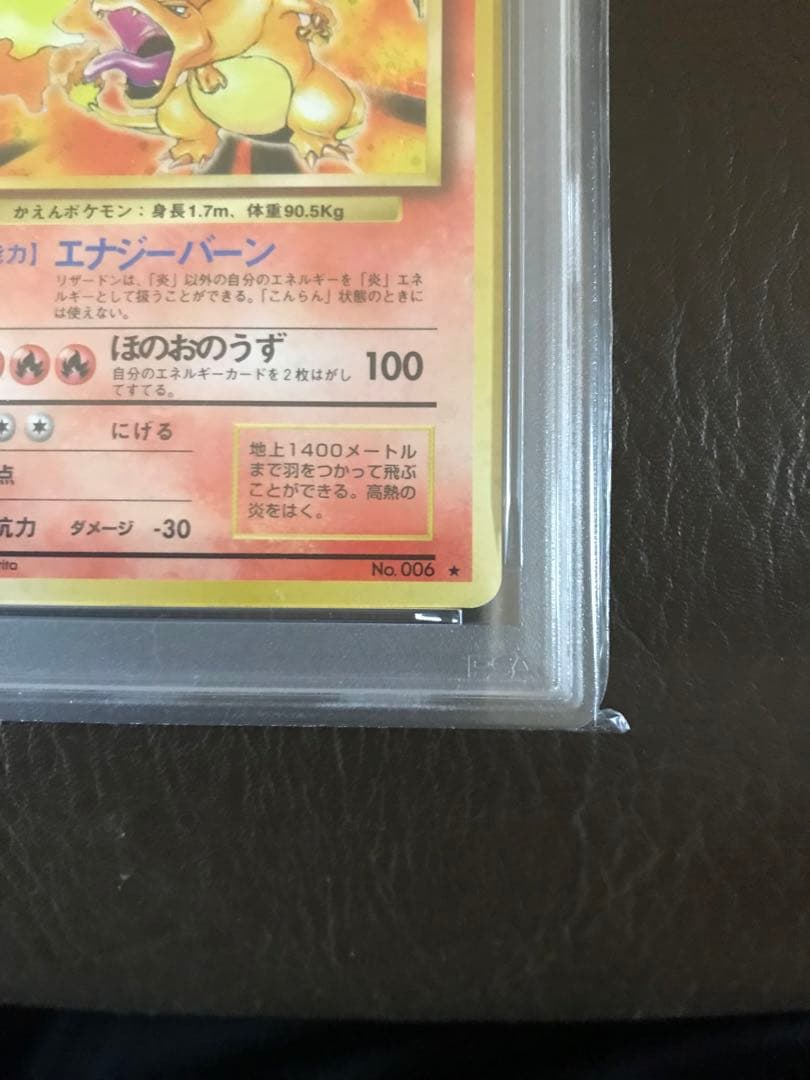 かえんポケモン：身長1.7m、体重90.5Kg
力】 エナジーバーン
リザードンは、「炎」以外の自分のエネルギーを「炎」エネ
ルギーとして扱うことができる。「こんらん」状態のときに
は使えない。
ほのおのうず 100
自分のエネルギーカードを２枚はがし
てすてる。
にげる
点
抗力 ダメージ -30
地上1400メートル
まで羽をつかって飛ぶ
ことができる。高熱の
炎をはく。
rita
No. 006 ★
PSA